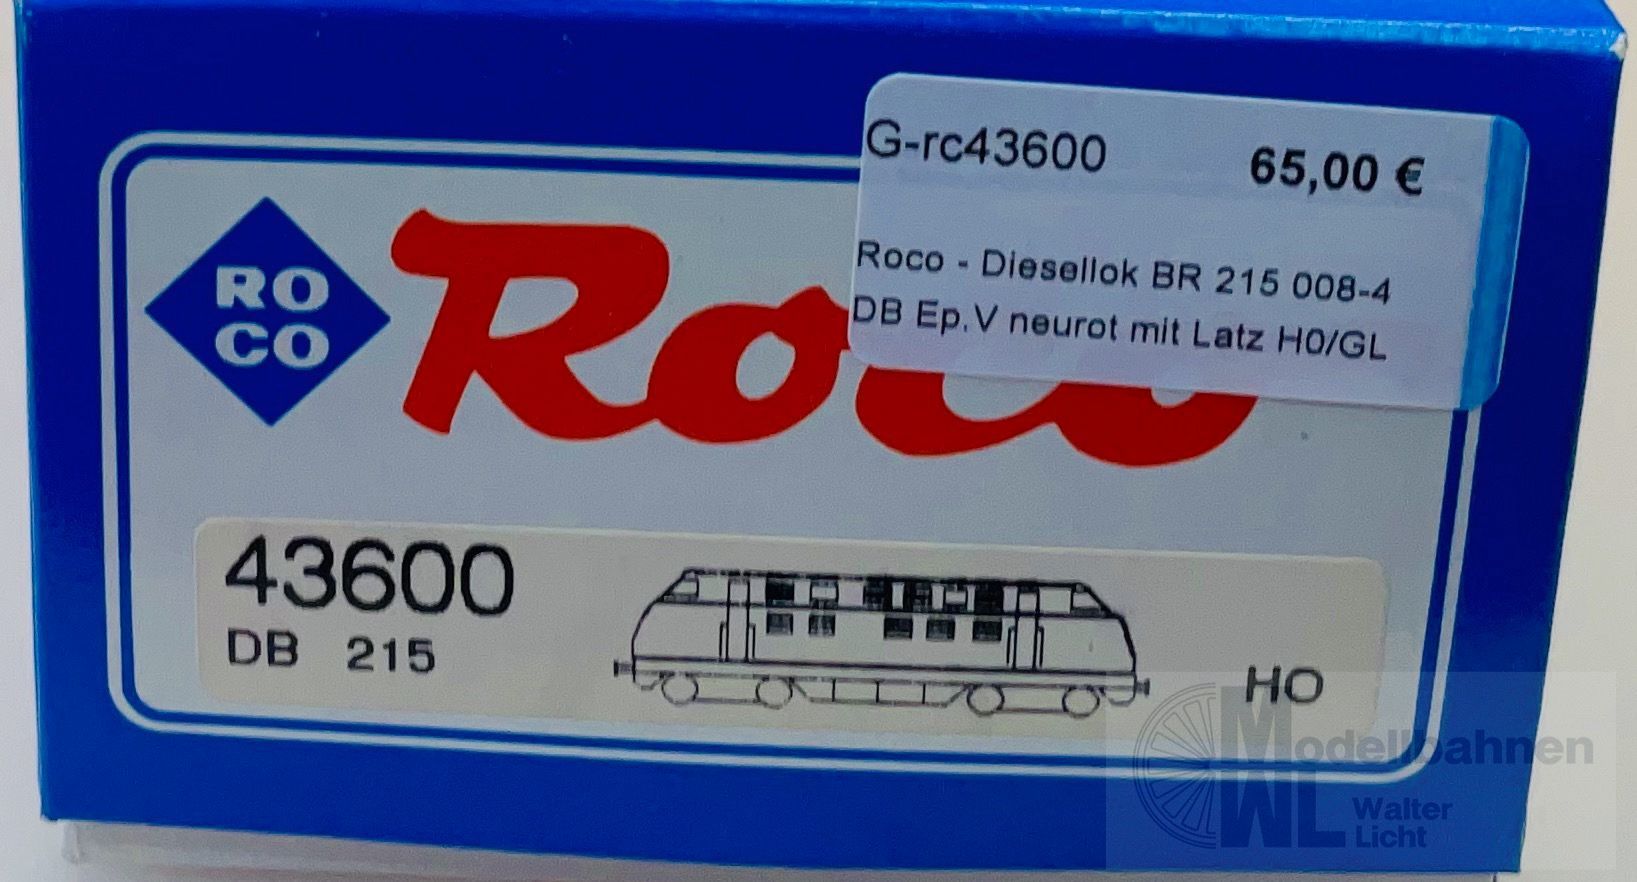 G-rc43600 65,00 €
Roco - Diesellok BR 215 008-4
DB Ep.V neurot mit Latz H0/GL
RO
CO
Roco
43600
DB 215
HO
Modellbahnen
WL Walter
Licht